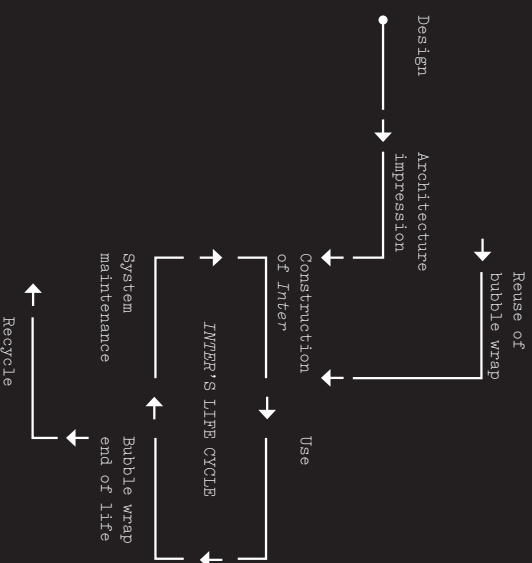 Design
Architecture
impression
Reuse of
bubble wrap
Construction
of Inter
Use
INTER'S LIFE CYCLE
System
maintenance
Bubble wrap
end of life
Recycle